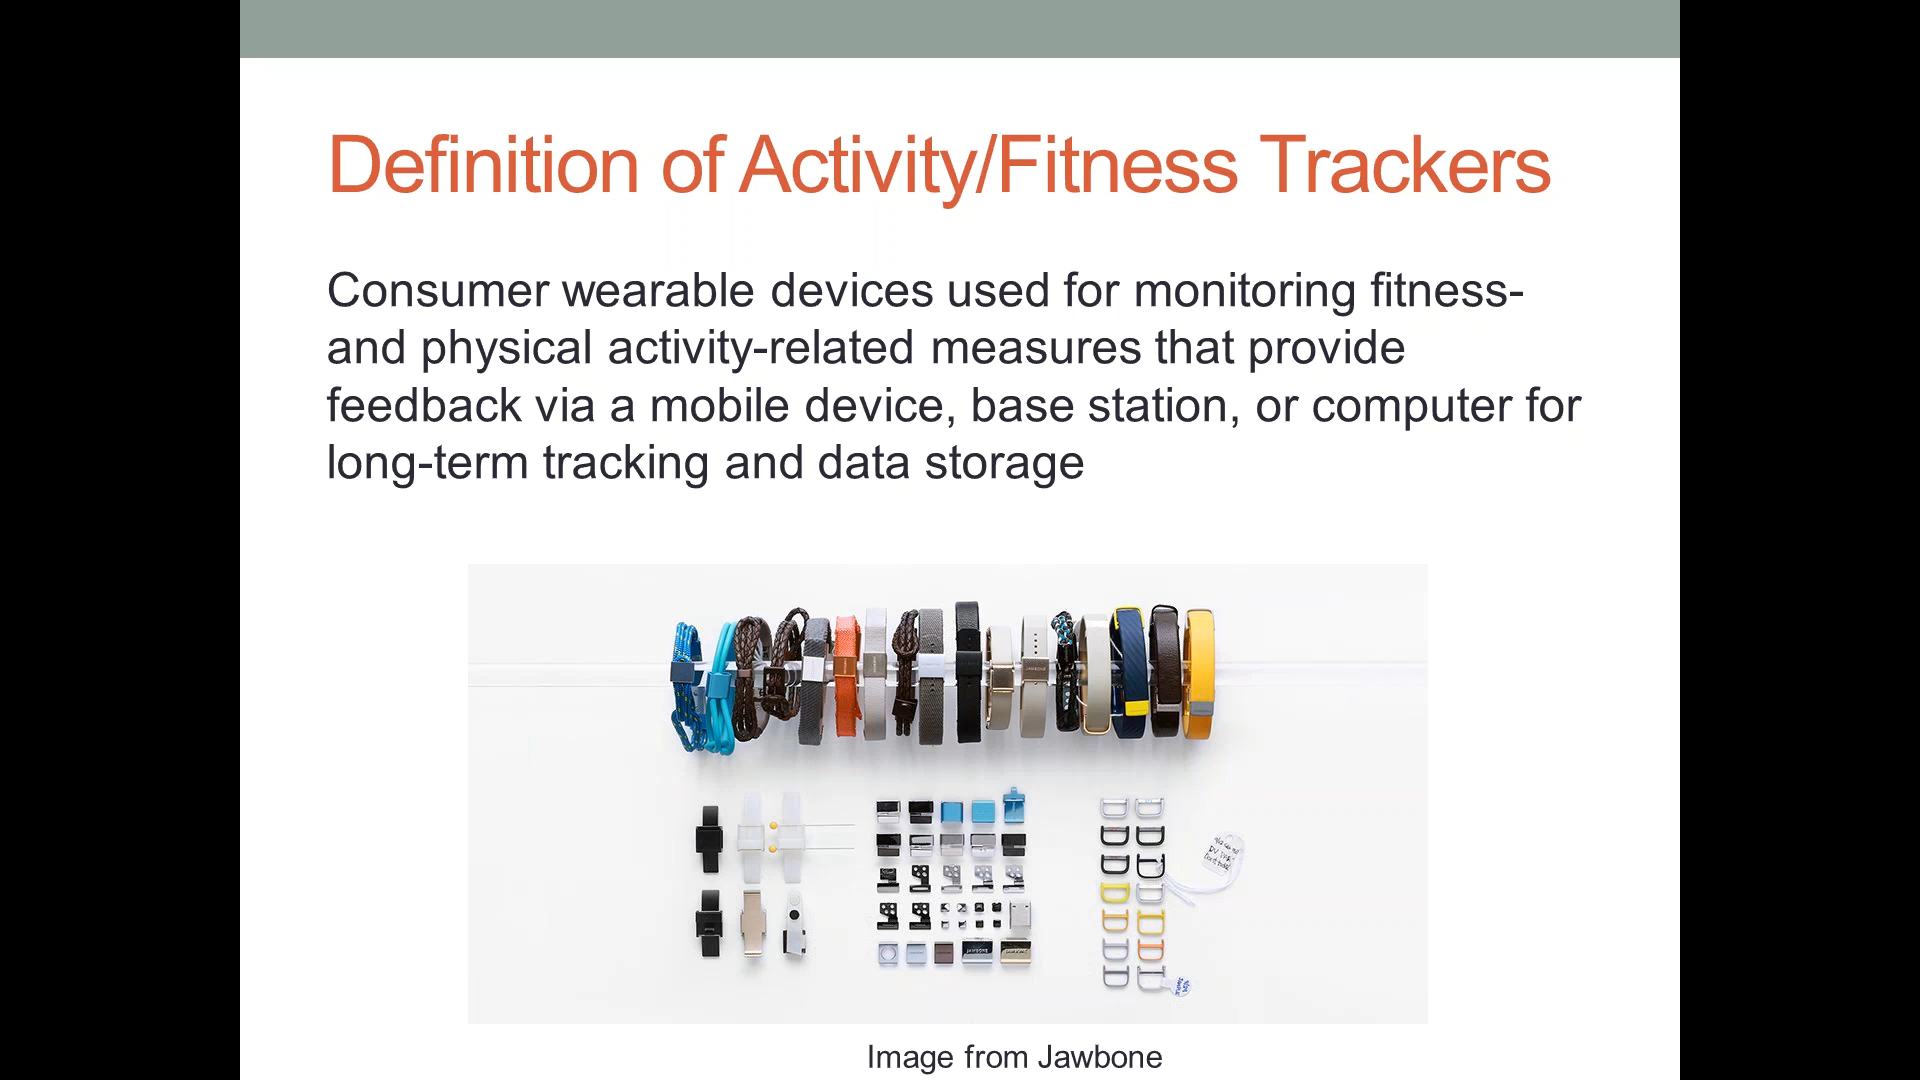 Definition of Activity/Fitness Trackers
Consumer wearable devices used for monitoring fitness-
and physical activity-related measures that provide
feedback via a mobile device, base station, or computer for
long-term tracking and data storage
JAWBONE
Image from Jawbone